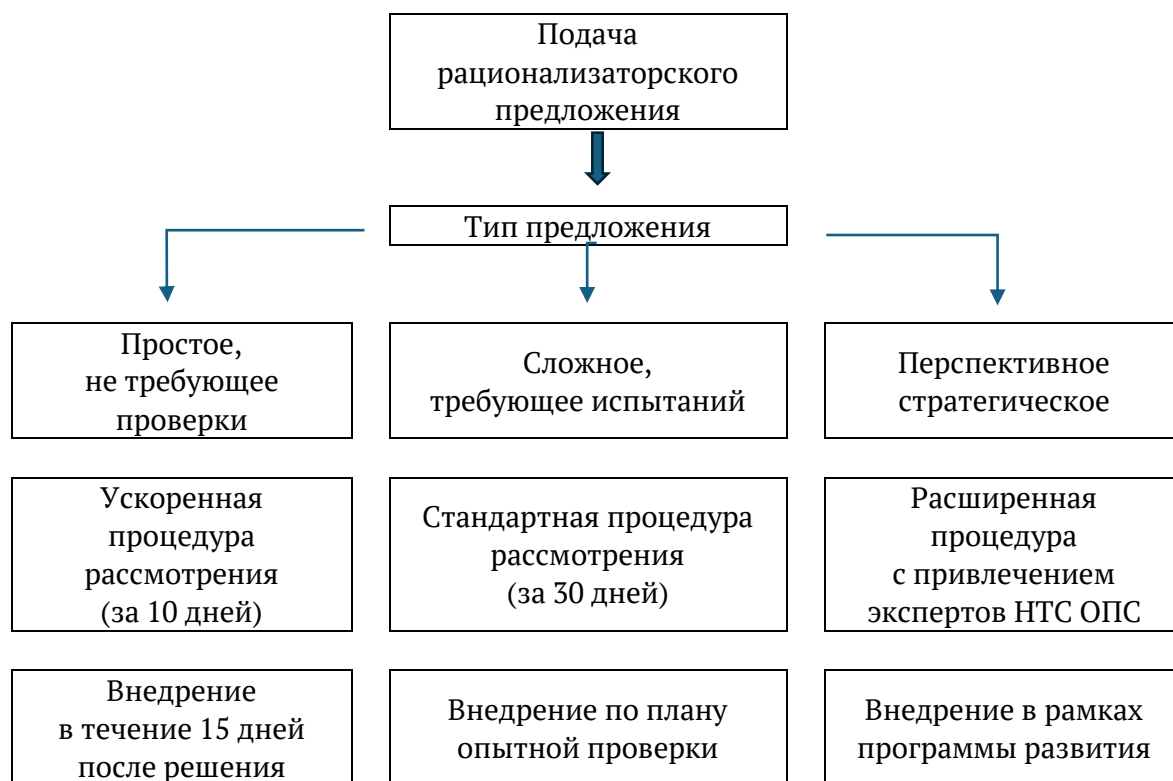 Подача
рационализаторского
предложения
Тип предложения
Простое,
не требующее
проверки
Сложное,
требующее испытаний
Перспективное
стратегическое
Ускоренная
процедура
рассмотрения
(за 10 дней)
Стандартная процедура
рассмотрения
(за 30 дней)
Расширенная
процедура
с привлечением
экспертов НТС ОПС
Внедрение
в течение 15 дней
после решения
Внедрение по плану
опытной проверки
Внедрение в рамках
программы развития